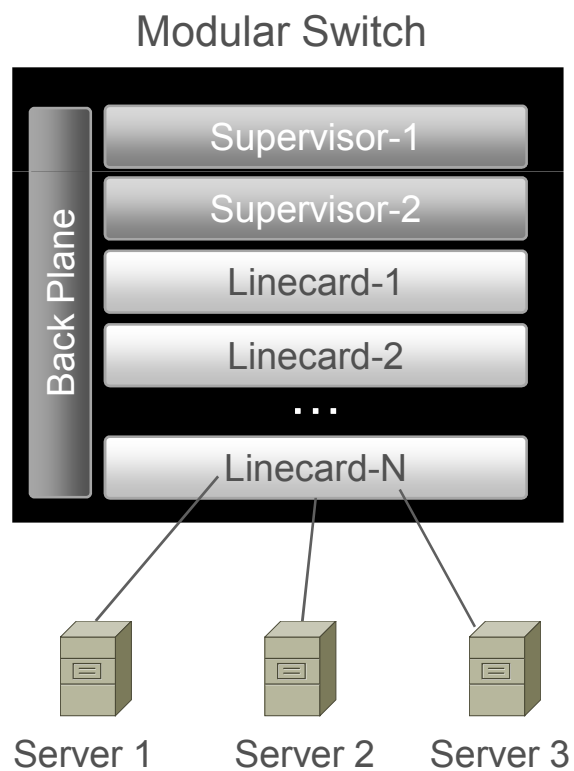 Modular Switch
Back Plane
Supervisor-1
Supervisor-2
Linecard-1
Linecard-2
...
Linecard-N
Server 1
Server 2
Server 3